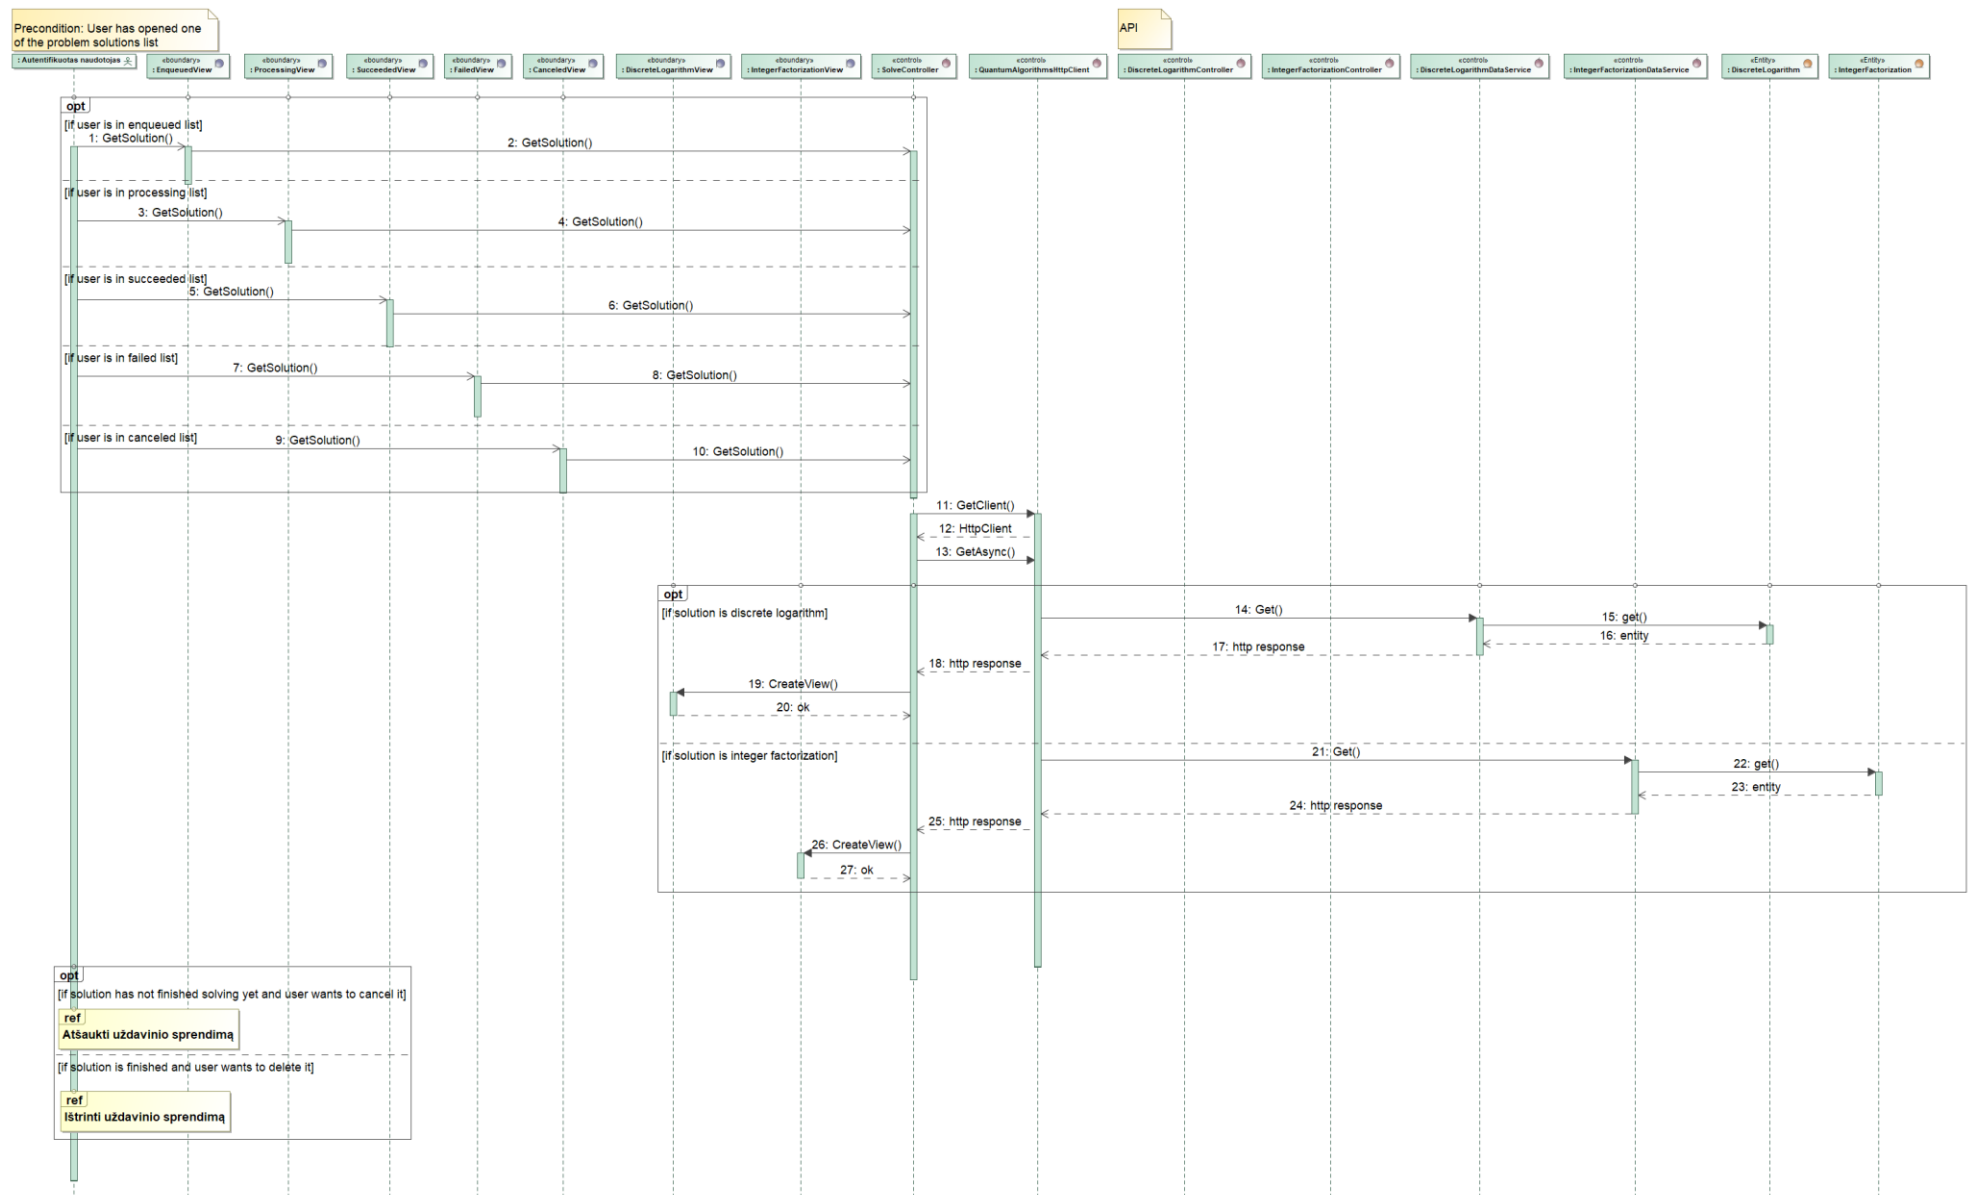 Precondition: User has opened one
of the problem solutions list
API
: Autentifikuotas naudotojas
«boundary»
: EnqueuedView
«boundary»
: ProcessingView
«boundary»
: SucceededView
«boundary»
: FailedView
«boundary»
: CanceledView
«boundary»
: DiscreteLogarithmView
«boundary»
: IntegerFactorizationView
«control»
: SolveController
«control»
: QuantumAlgorithmsHttpClient
«control»
: DiscreteLogarithmController
«control»
: IntegerFactorizationController
«control»
: DiscreteLogarithmDataService
«control»
: IntegerFactorizationDataService
«Entity»
: DiscreteLogarithm
«Entity»
: IntegerFactorization
opt
[if user is in enqueued list]
1: GetSolution()
2: GetSolution()
[if user is in processing list]
3: GetSolution()
4: GetSolution()
[if user is in succeeded list]
5: GetSolution()
6: GetSolution()
[if user is in failed list]
7: GetSolution()
8: GetSolution()
[if user is in canceled list]
9: GetSolution()
10: GetSolution()
11: GetClient()
12: HttpClient
13: GetAsync()
opt
[if solution is discrete logarithm]
14: Get()
15: get()
16: entity
17: http response
18: http response
19: CreateView()
20: ok
[if solution is integer factorization]
21: Get()
22: get()
23: entity
24: http response
25: http response
26: CreateView()
27: ok
opt
[if solution has not finished solving yet and user wants to cancel it]
ref
Atšaukti uždavinio sprendimą
[if solution is finished and user wants to delete it]
ref
Ištrinti uždavinio sprendimą